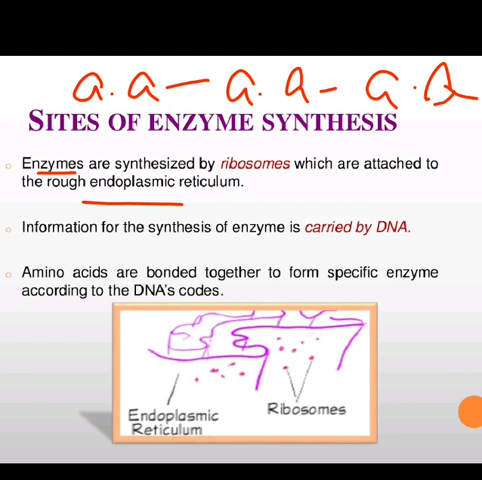 a.a - a.a - a.a
SITES OF ENZYME SYNTHESIS
Enzymes are synthesized by ribosomes which are attached to
the rough endoplasmic reticulum.
Information for the synthesis of enzyme is carried by DNA.
Amino acids are bonded together to form specific enzyme
according to the DNA's codes.
Endoplasmic
Reticulum
Ribosomes